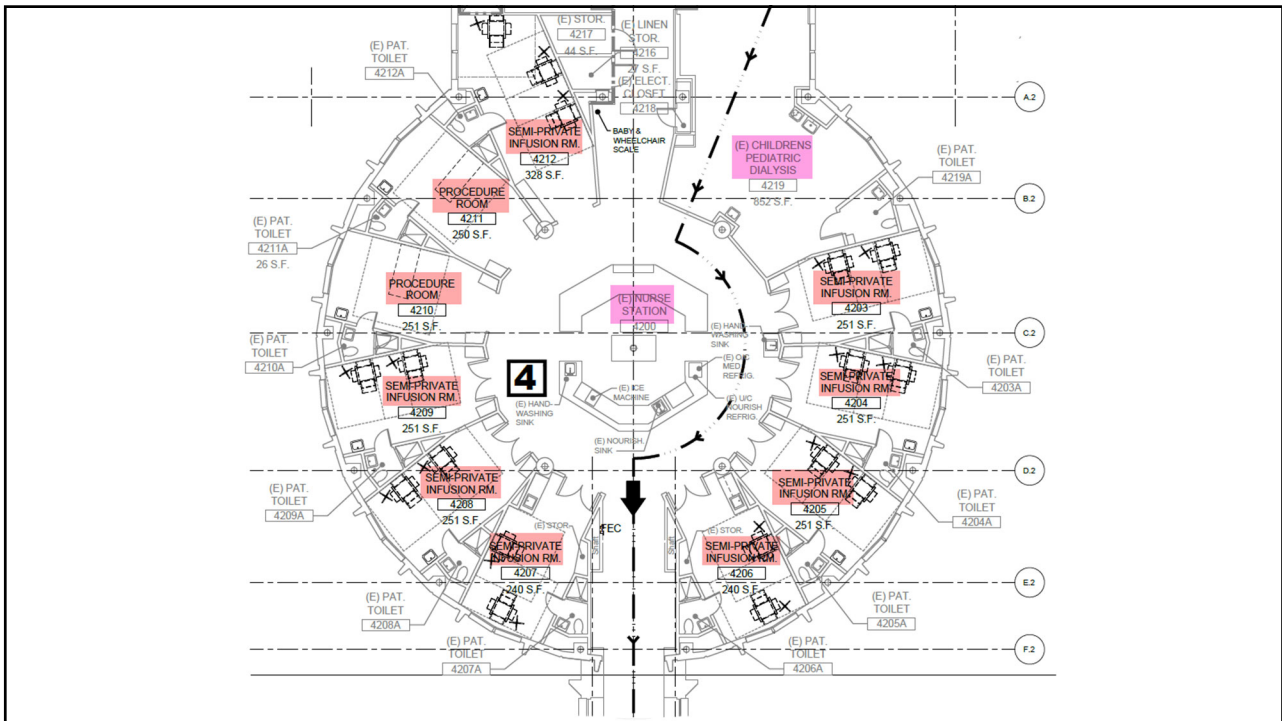 (E) STOR.
4217
44 S.F.
(E) LINEN
STOR.
4216
27 S.F.
(E) ELECT.
CLOSET
4218
(E) PAT.
TOILET
4212A
A.2
SEMI-PRIVATE
INFUSION RM.
4212
328 S.F.
BABY &
WHEELCHAIR
SCALE
(E) CHILDRENS
PEDIATRIC
DIALYSIS
4219
652 S.F.
(E) PAT.
TOILET
4219A
PROCEDURE
ROOM
4211
250 S.F.
B.2
(E) PAT.
TOILET
4211A
26 S.F.
PROCEDURE
ROOM
4210
251 S.F.
(E) NURSE
STATION
4200
SEMI-PRIVATE
INFUSION RM.
4203
251 S.F.
C.2
(E) HAND-
WASHING
SINK
(E) PAT.
TOILET
4210A
(E) O/C
MED.
REFRIG.
(E) PAT.
TOILET
4203A
4
SEMI-PRIVATE
INFUSION RM.
4209
251 S.F.
(E) HAND-
WASHING
SINK
(E) ICE
MACHINE
(E) U/C
NOURISH
REFRIG.
SEMI-PRIVATE
INFUSION RM.
4204
251 S.F.
(E) NOURISH.
SINK
D.2
SEMI-PRIVATE
INFUSION RM.
4208
251 S.F.
SEMI-PRIVATE
INFUSION RM.
4205
251 S.F.
(E) PAT.
TOILET
4209A
(E) PAT.
TOILET
4204A
(E) STOR.
FEC
(E) STOR.
Shaft
Shaft
SEMI-PRIVATE
INFUSION RM.
4207
240 S.F.
SEMI-PRIVATE
INFUSION RM.
4206
240 S.F.
E.2
(E) PAT.
TOILET
4208A
(E) PAT.
TOILET
4205A
(E) PAT.
TOILET
4207A
(E) PAT.
TOILET
4206A
F.2